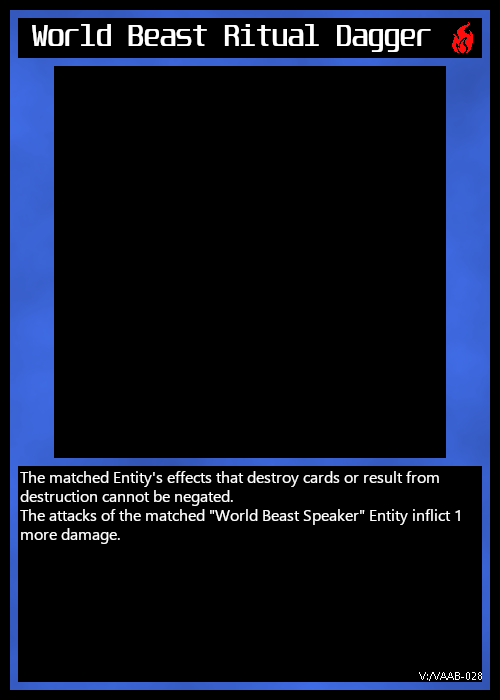 World Beast Ritual Dagger
The matched Entity's effects that destroy cards or result from
destruction cannot be negated.
The attacks of the matched "World Beast Speaker" Entity inflict 1
more damage.
V:/VAAB-028